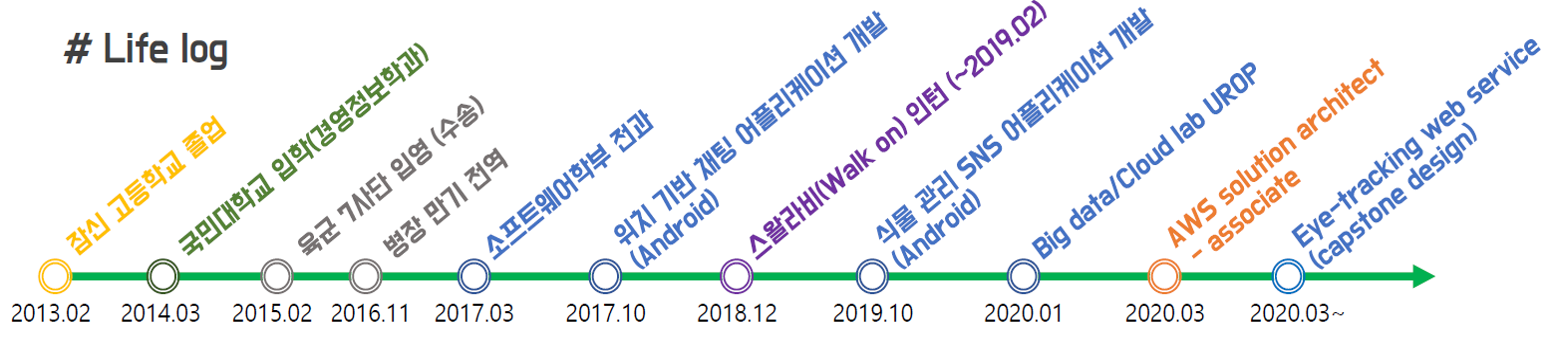 # Life log
잠신 고등학교 졸업
국민대학교 입학(경영정보학과)
육군 7사단 입영 (수송)
병장 만기 전역
소프트웨어학부 전과
위치 기반 채팅 어플리케이션 개발
(Android)
스왈라비(Walk on) 인턴 (~2019.02)
식물 관리 SNS 어플리케이션 개발
(Android)
Big data/Cloud lab UROP
AWS solution architect
- associate
Eye-tracking web service
(capstone design)
2013.02 2014.03 2015.02 2016.11 2017.03 2017.10 2018.12 2019.10 2020.01 2020.03 2020.03~